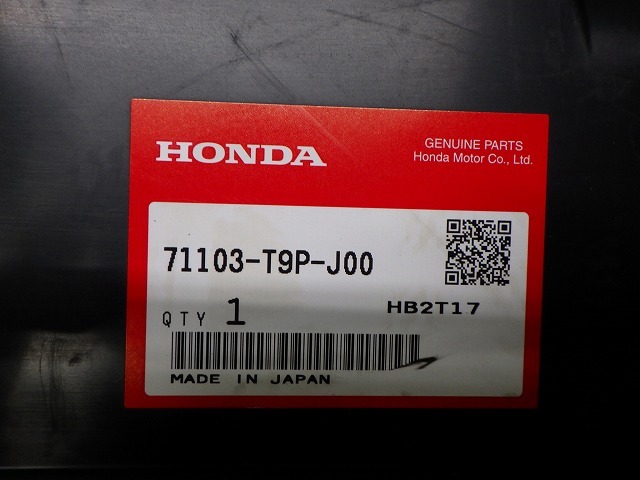 HONDA
GENUINE PARTS
Honda Motor Co., Ltd.
71103-T9P-J00
HB2T17
QTY 1
MADE IN JAPAN